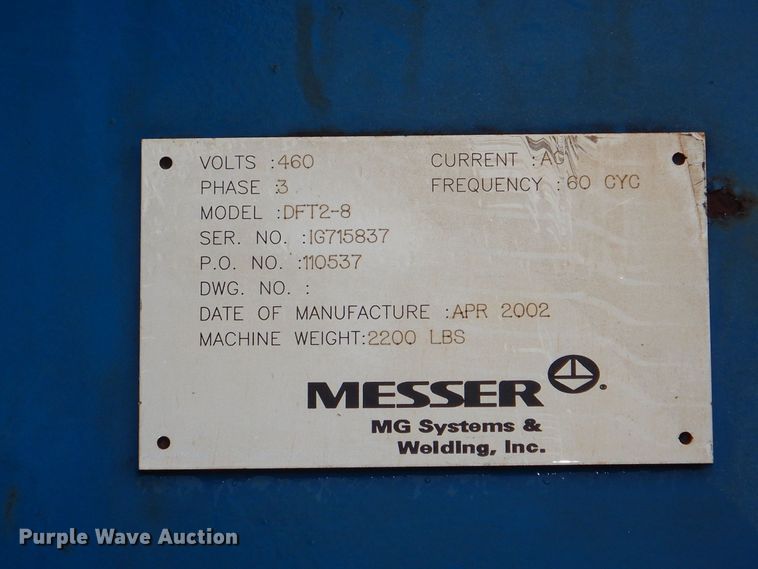 VOLTS :460 CURRENT :AC
PHASE :3 FREQUENCY :60 CYC
MODEL :DFT2-8
SER. NO. :IG715837
P.O. NO. :110537
DWG. NO. :
DATE OF MANUFACTURE :APR 2002
MACHINE WEIGHT:2200 LBS
MESSER ®
MG Systems &
Welding, Inc.
Purple Wave Auction